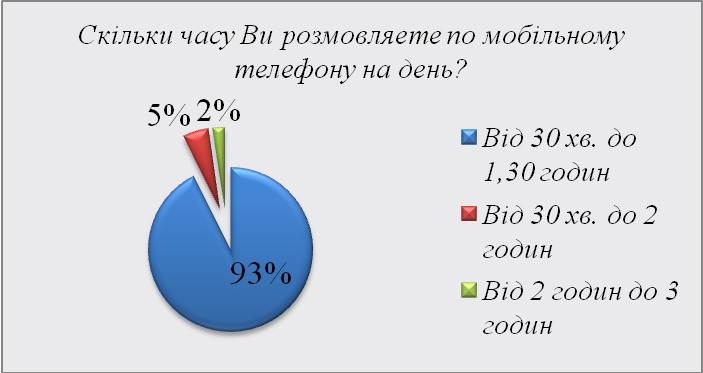 Скільки часу Ви розмовляєте по мобільному
телефону на день?
5%
2%
93%
Від 30 хв. до
1,30 годин
Від 30 хв. до 2
годин
Від 2 годин до 3
годин